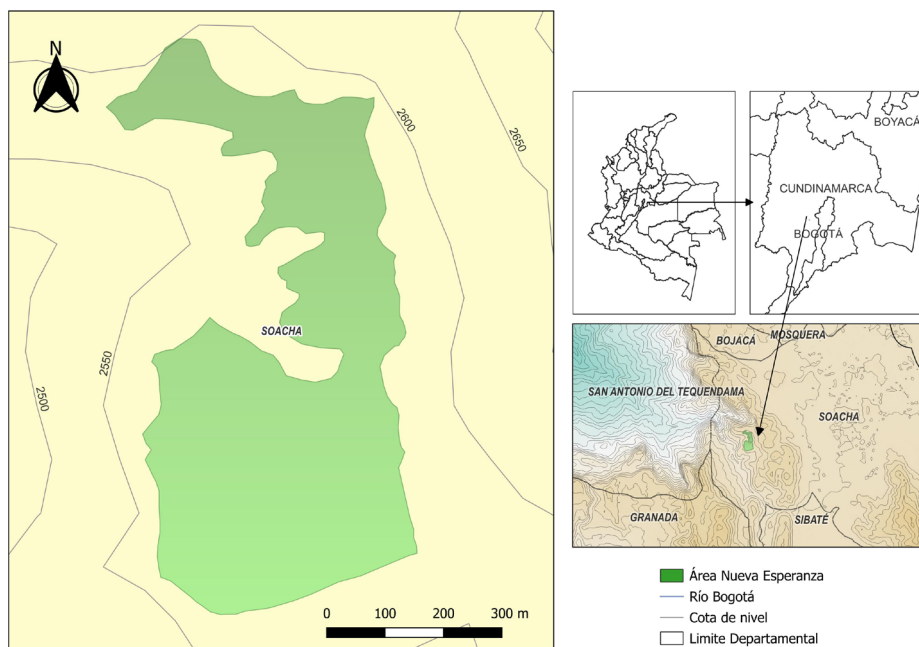 N
2600
2650
2550
2500
SOACHA
0 100 200 300 m
BOYACÁ
CUNDINAMARCA
BOGOTÁ
MOSQUERA
BOJACÁ
SAN ANTONIO DEL TEQUENDAMA
SOACHA
GRANADA
SIBATÉ
Área Nueva Esperanza
Río Bogotá
Cota de nivel
Limite Departamental